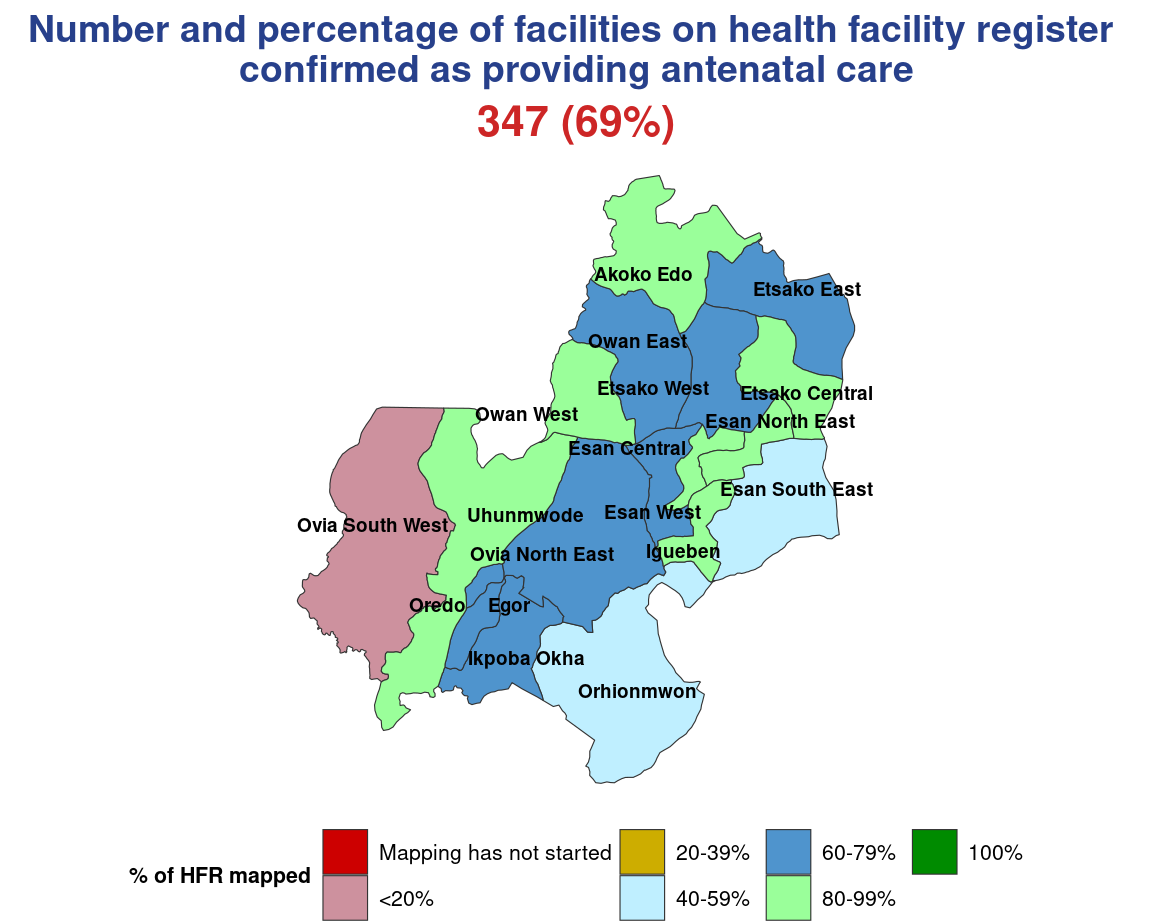 Number and percentage of facilities on health facility register
confirmed as providing antenatal care
347 (69%)
Akoko Edo
Etsako East
Owan East
Etsako West
Etsako Central
Owan West
Esan North East
Esan Central
Esan South East
Esan West
Uhunmwode
Ovia South West
Igueben
Ovia North East
Oredo
Egor
Ikpoba Okha
Orhionmwon
% of HFR mapped
Mapping has not started
<20%
20-39%
40-59%
60-79%
80-99%
100%